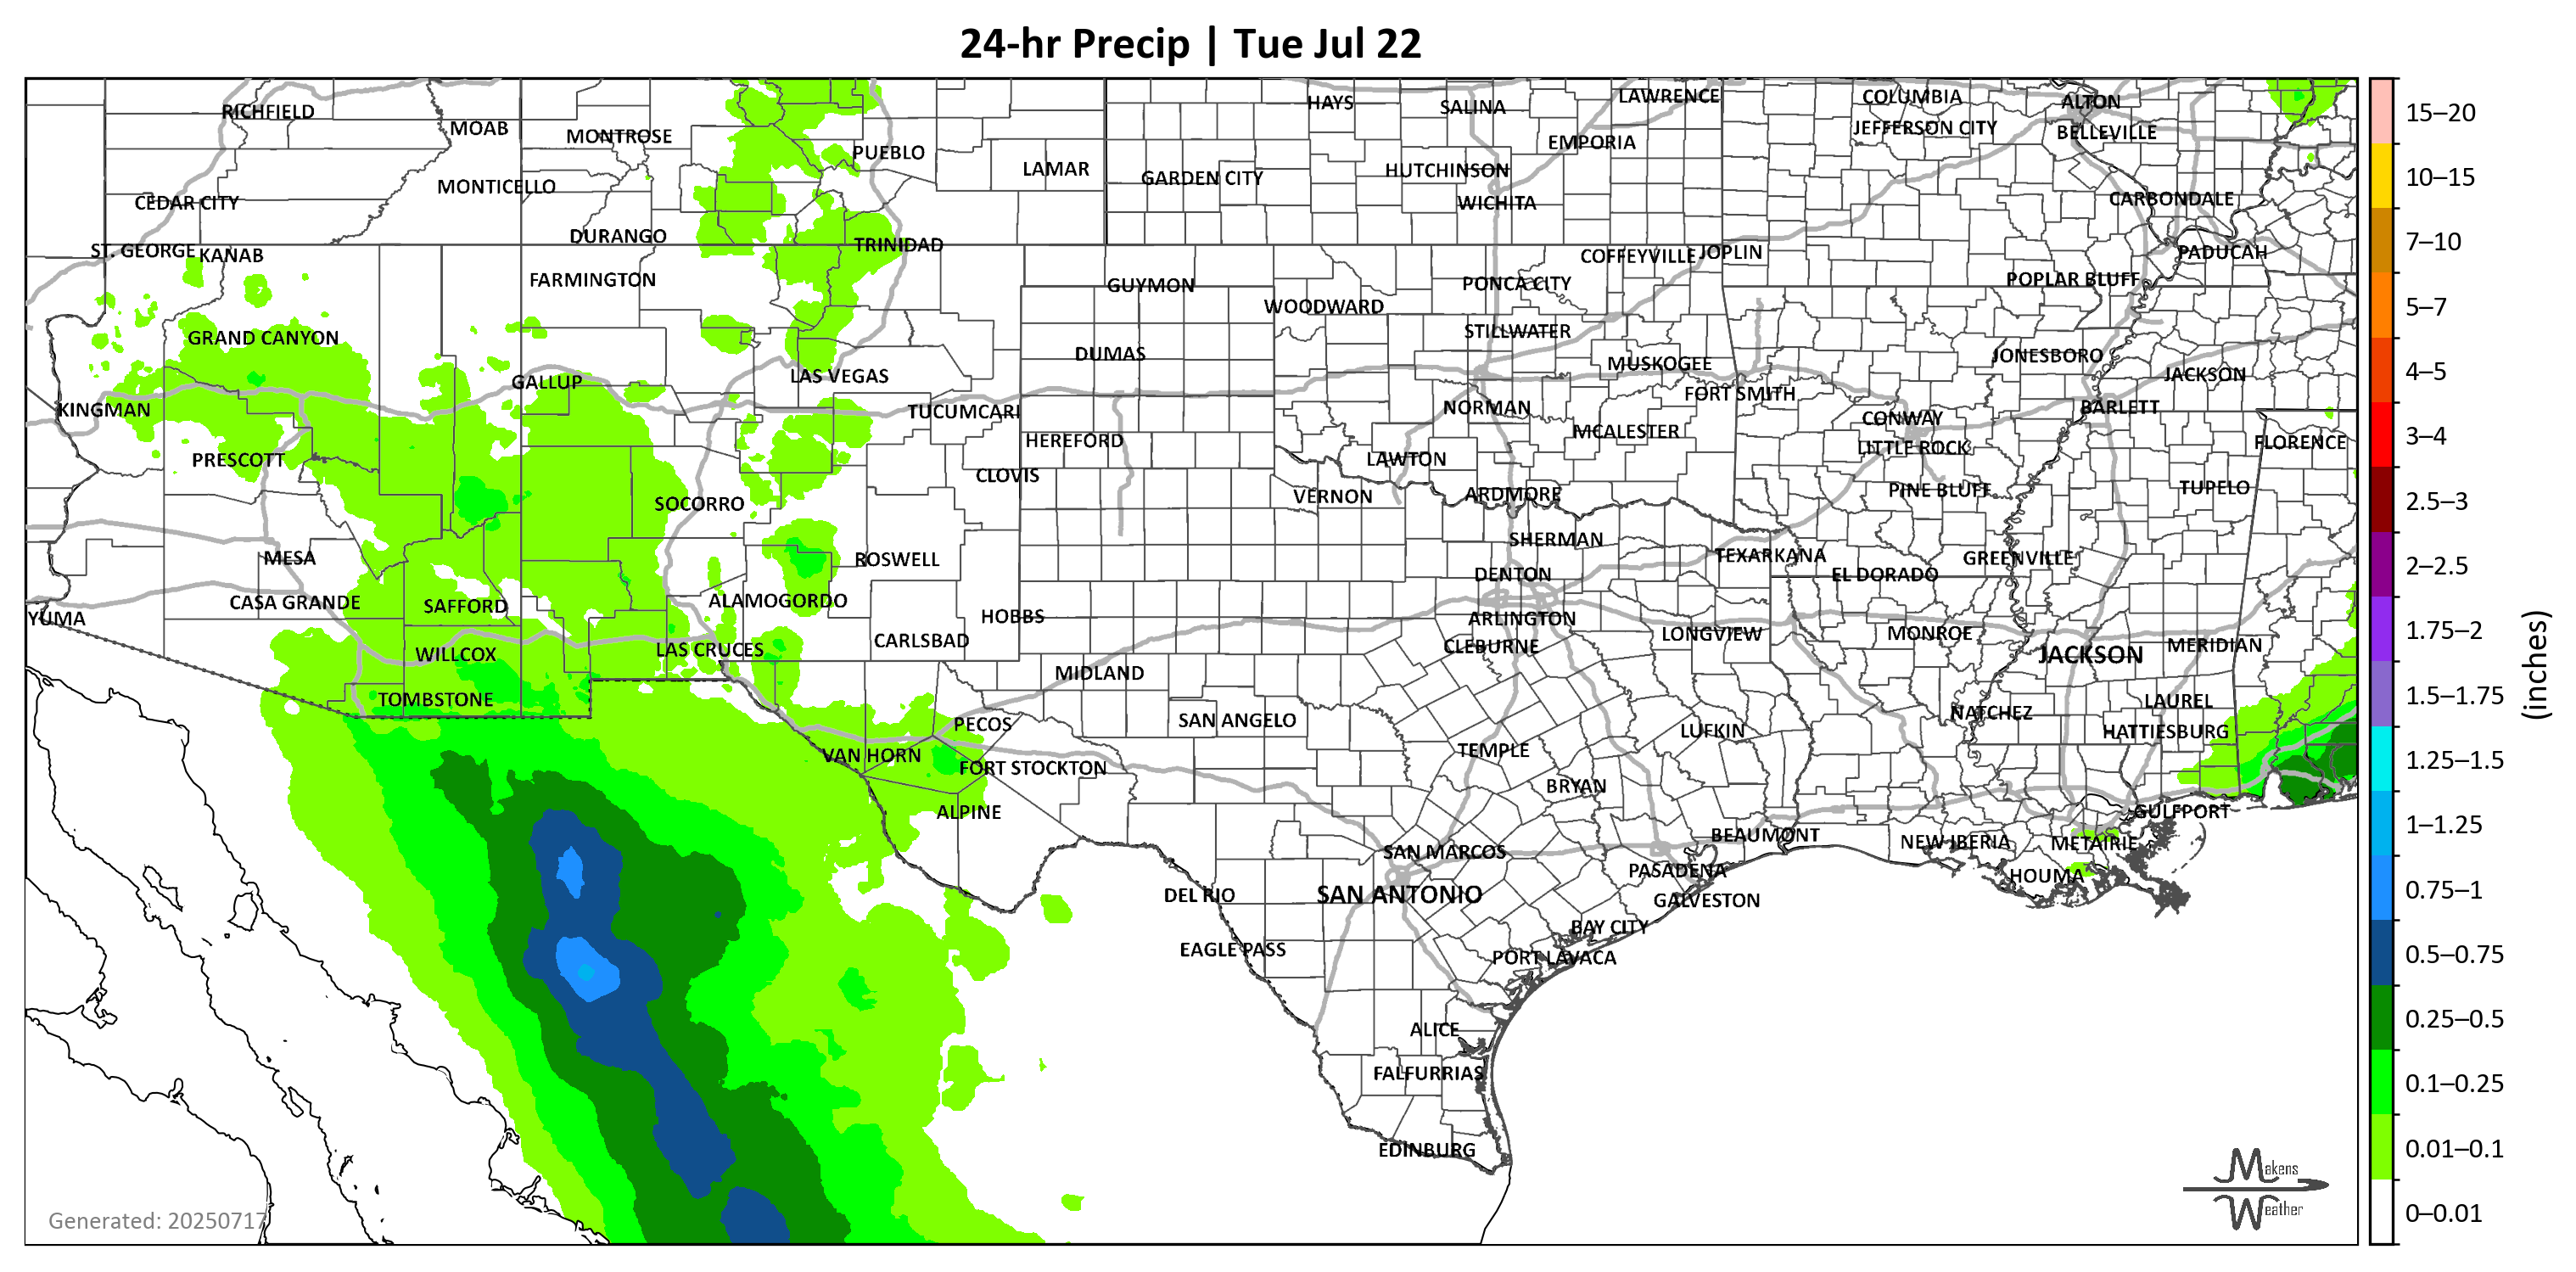 24-hr Precip | Tue Jul 22
RICHFIELD
MOAB
MONTROSE
PUEBLO
LAMAR
HAYS
SALINA
LAWRENCE
COLUMBIA
ALTON
EMPORIA
JEFFERSON CITY
BELLEVILLE
GARDEN CITY
HUTCHINSON
WICHITA
MONTICELLO
CEDAR CITY
CARBONDALE
DURANGO
TRINIDAD
ST. GEORGE
KANAB
FARMINGTON
GUYMON
COFFEYVILLE
JOPLIN
PADUCAH
PONCA CITY
POPLAR BLUFF
WOODWARD
STILLWATER
GRAND CANYON
DUMAS
MUSKOGEE
JONESBORO
GALLUP
LAS VEGAS
FORT SMITH
JACKSON
KINGMAN
TUCUMCARI
NORMAN
CONWAY
BARLETT
HEREFORD
MCALESTER
LITTLE ROCK
FLORENCE
PRESCOTT
CLOVIS
LAWTON
SOCORRO
VERNON
ARDMORE
PINE BLUFF
TUPELO
MESA
ROSWELL
SHERMAN
TEXARKANA
GREENVILLE
DENTON
EL DORADO
CASA GRANDE
SAFFORD
ALAMOGORDO
YUMA
HOBBS
ARLINGTON
WILLCOX
LAS CRUCES
CARLSBAD
CLEBURNE
LONGVIEW
MONROE
JACKSON
MERIDIAN
MIDLAND
TOMBSTONE
PECOS
SAN ANGELO
LUFKIN
NATCHEZ
LAUREL
HATTIESBURG
VAN HORN
FORT STOCKTON
TEMPLE
BRYAN
ALPINE
GULFPORT
BEAUMONT
NEW IBERIA
METAIRIE
SAN MARCOS
PASADENA
HOUMA
DEL RIO
SAN ANTONIO
GALVESTON
BAY CITY
EAGLE PASS
PORT LAVACA
ALICE
FALFURRIAS
EDINBURG
Generated: 20250717
Makens
Weather
15–20
10–15
7–10
5–7
4–5
3–4
2.5–3
2–2.5
1.75–2
1.5–1.75
1.25–1.5
1–1.25
0.75–1
0.5–0.75
0.25–0.5
0.1–0.25
0.01–0.1
0–0.01
(inches)